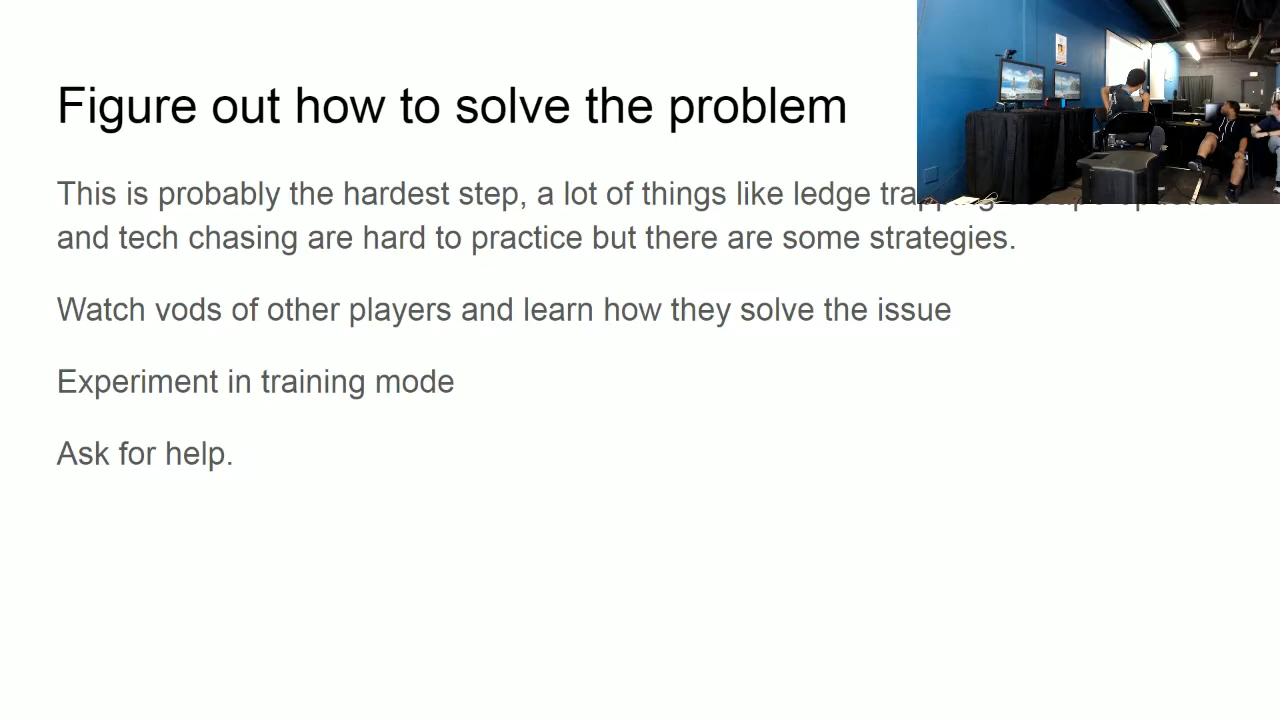 Figure out how to solve the problem
This is probably the hardest step, a lot of things like ledge trapping
and tech chasing are hard to practice but there are some strategies.
Watch vods of other players and learn how they solve the issue
Experiment in training mode
Ask for help.